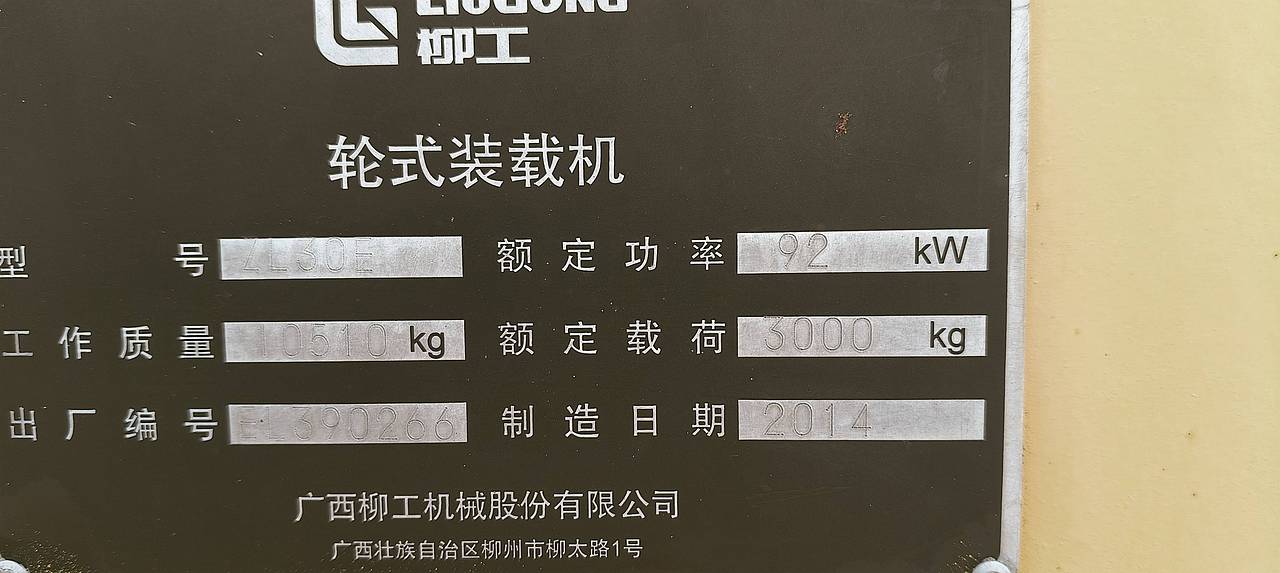 LIUGONG
柳工
轮式装载机
型 号 ZL30E 额定功率 92 kW
工作质量 10510 kg 额定载荷 3000 kg
出厂编号 EL390266 制造日期 2014
广西柳工机械股份有限公司
广西壮族自治区柳州市柳太路1号